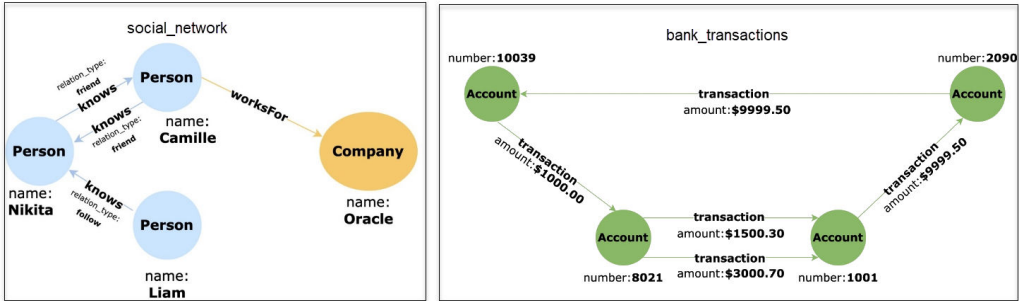 social_network
Person
relation_type:
friend
knows
knows
relation_type:
friend
name:
Camille
worksFor
Person
name:
Nikita
Company
name:
Oracle
knows
relation_type:
follow
Person
name:
Liam
bank_transactions
number:10039
Account
number:2090
Account
transaction
amount:$9999.50
transaction
amount:$1000.00
transaction
amount:$9999.50
Account
number:8021
transaction
amount:$1500.30
transaction
amount:$3000.70
Account
number:1001